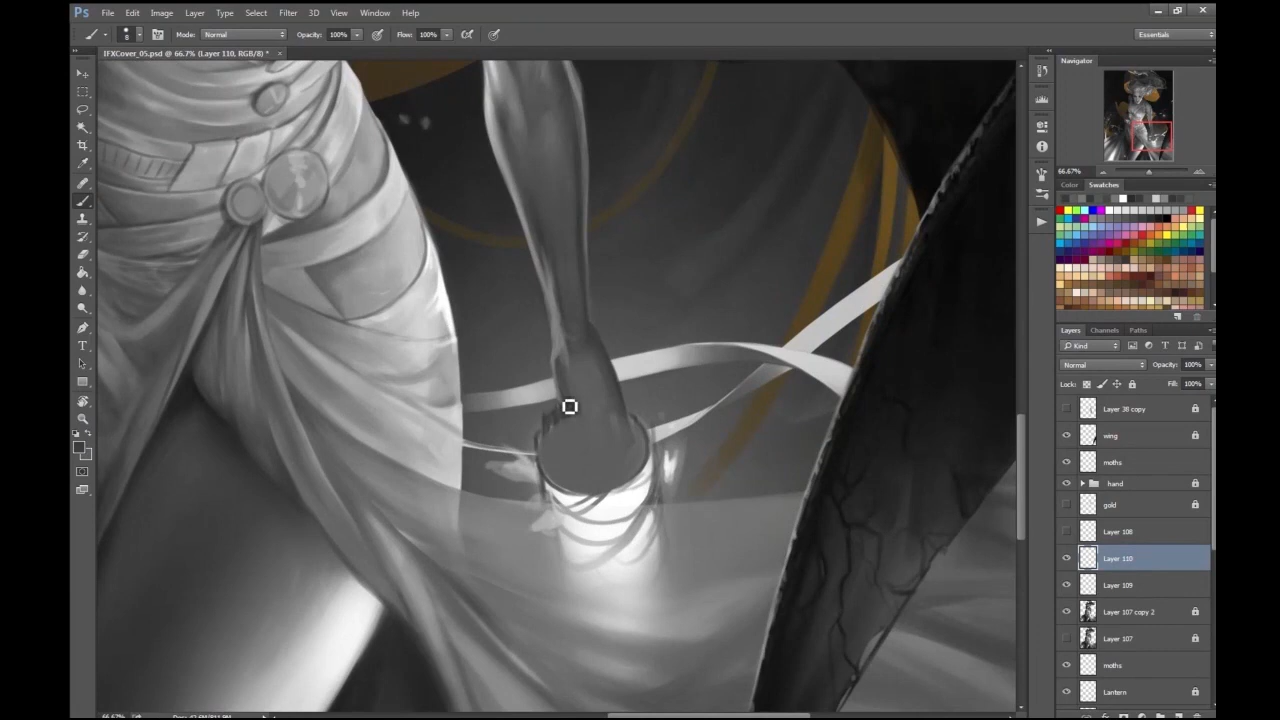 Ps File Edit Image Layer Type Select Filter 3D View Window Help
8 Mode: Normal Opacity: 100% Flow: 100% Essentials
IFXCover_05.psd @ 66.7% (Layer 110, RGB/8) * ×
Navigator
66.67%
Color Swatches
Layers Channels Paths
Kind
Normal Opacity: 100%
Lock: Fill: 100%
Layer 38 copy
wing
moths
hand
gold
Layer 108
Layer 110
Layer 109
Layer 107 copy 2
Layer 107
moths
Lantern
66.67%